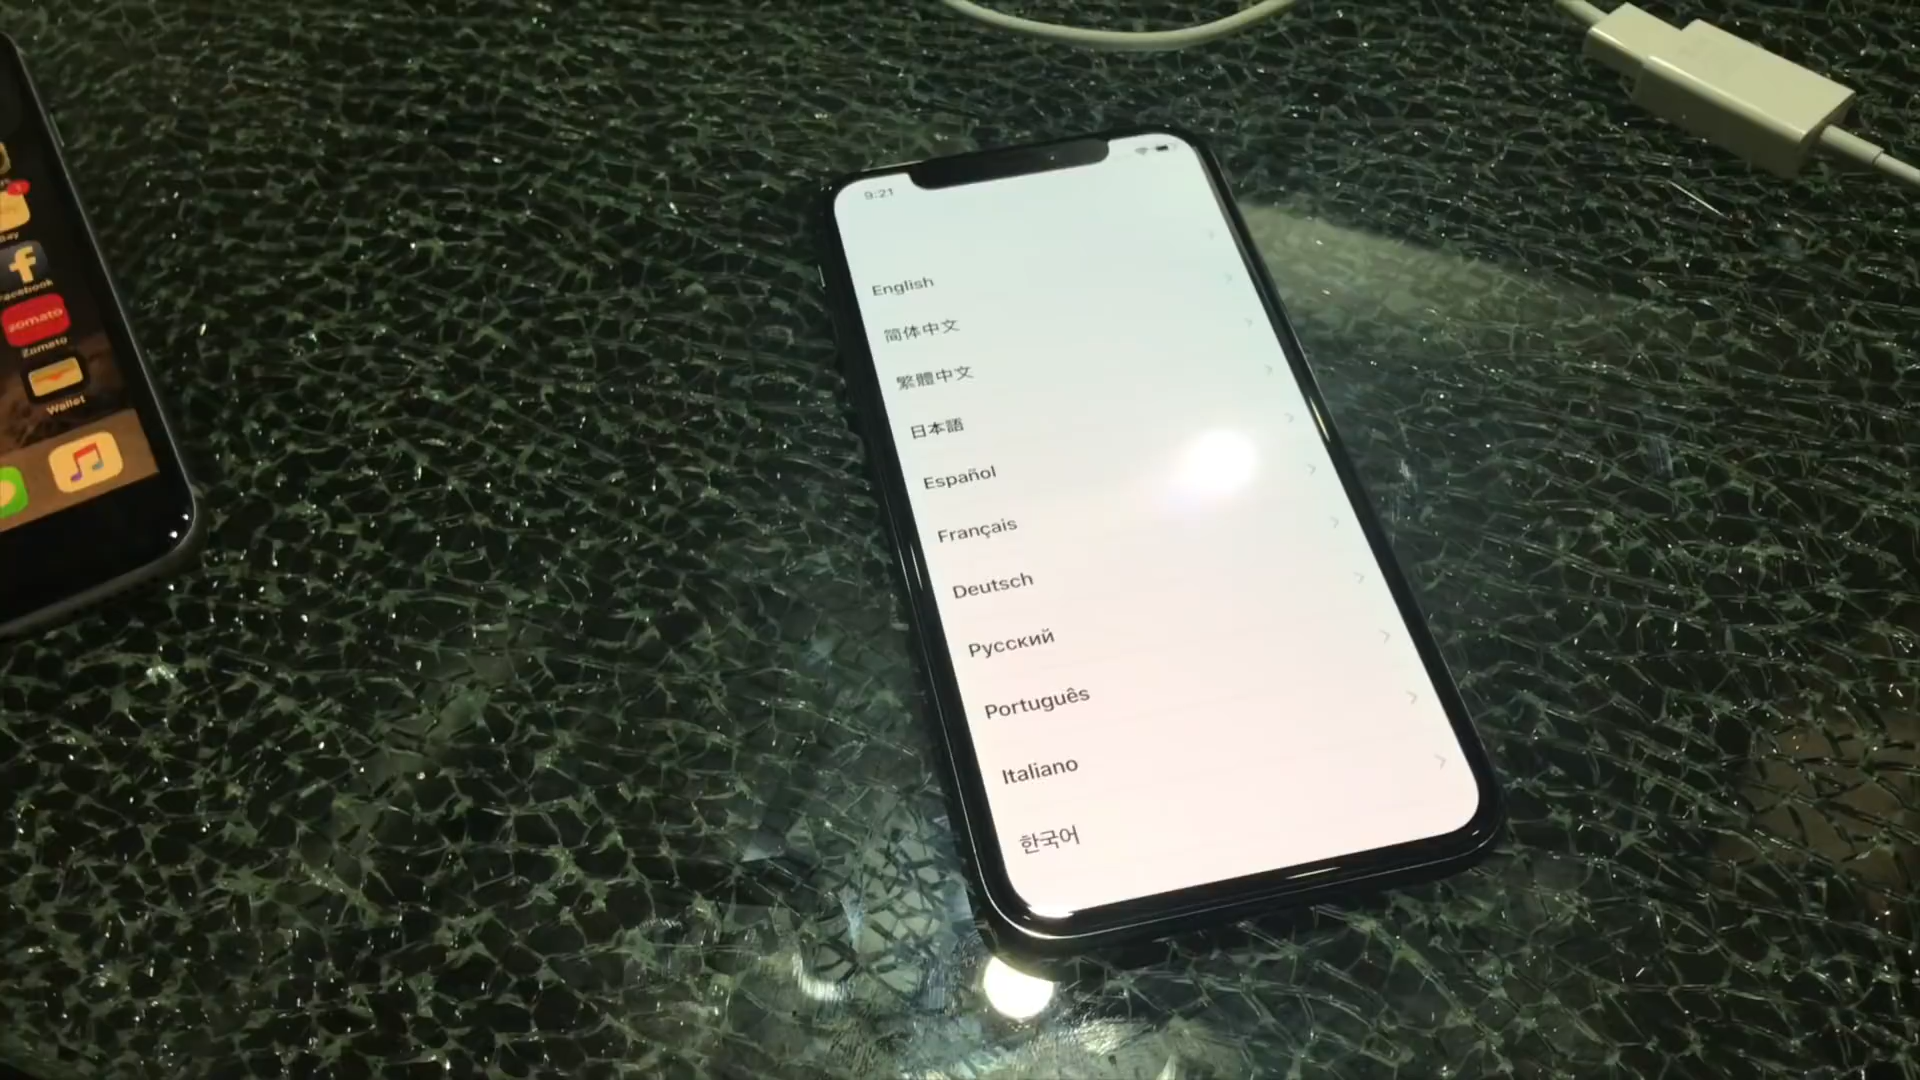 9:21
English
简体中文
繁體中文
日本語
Español
Français
Deutsch
Русский
Português
Italiano
한국어
Facebook
zomato
Zomato
Wallet